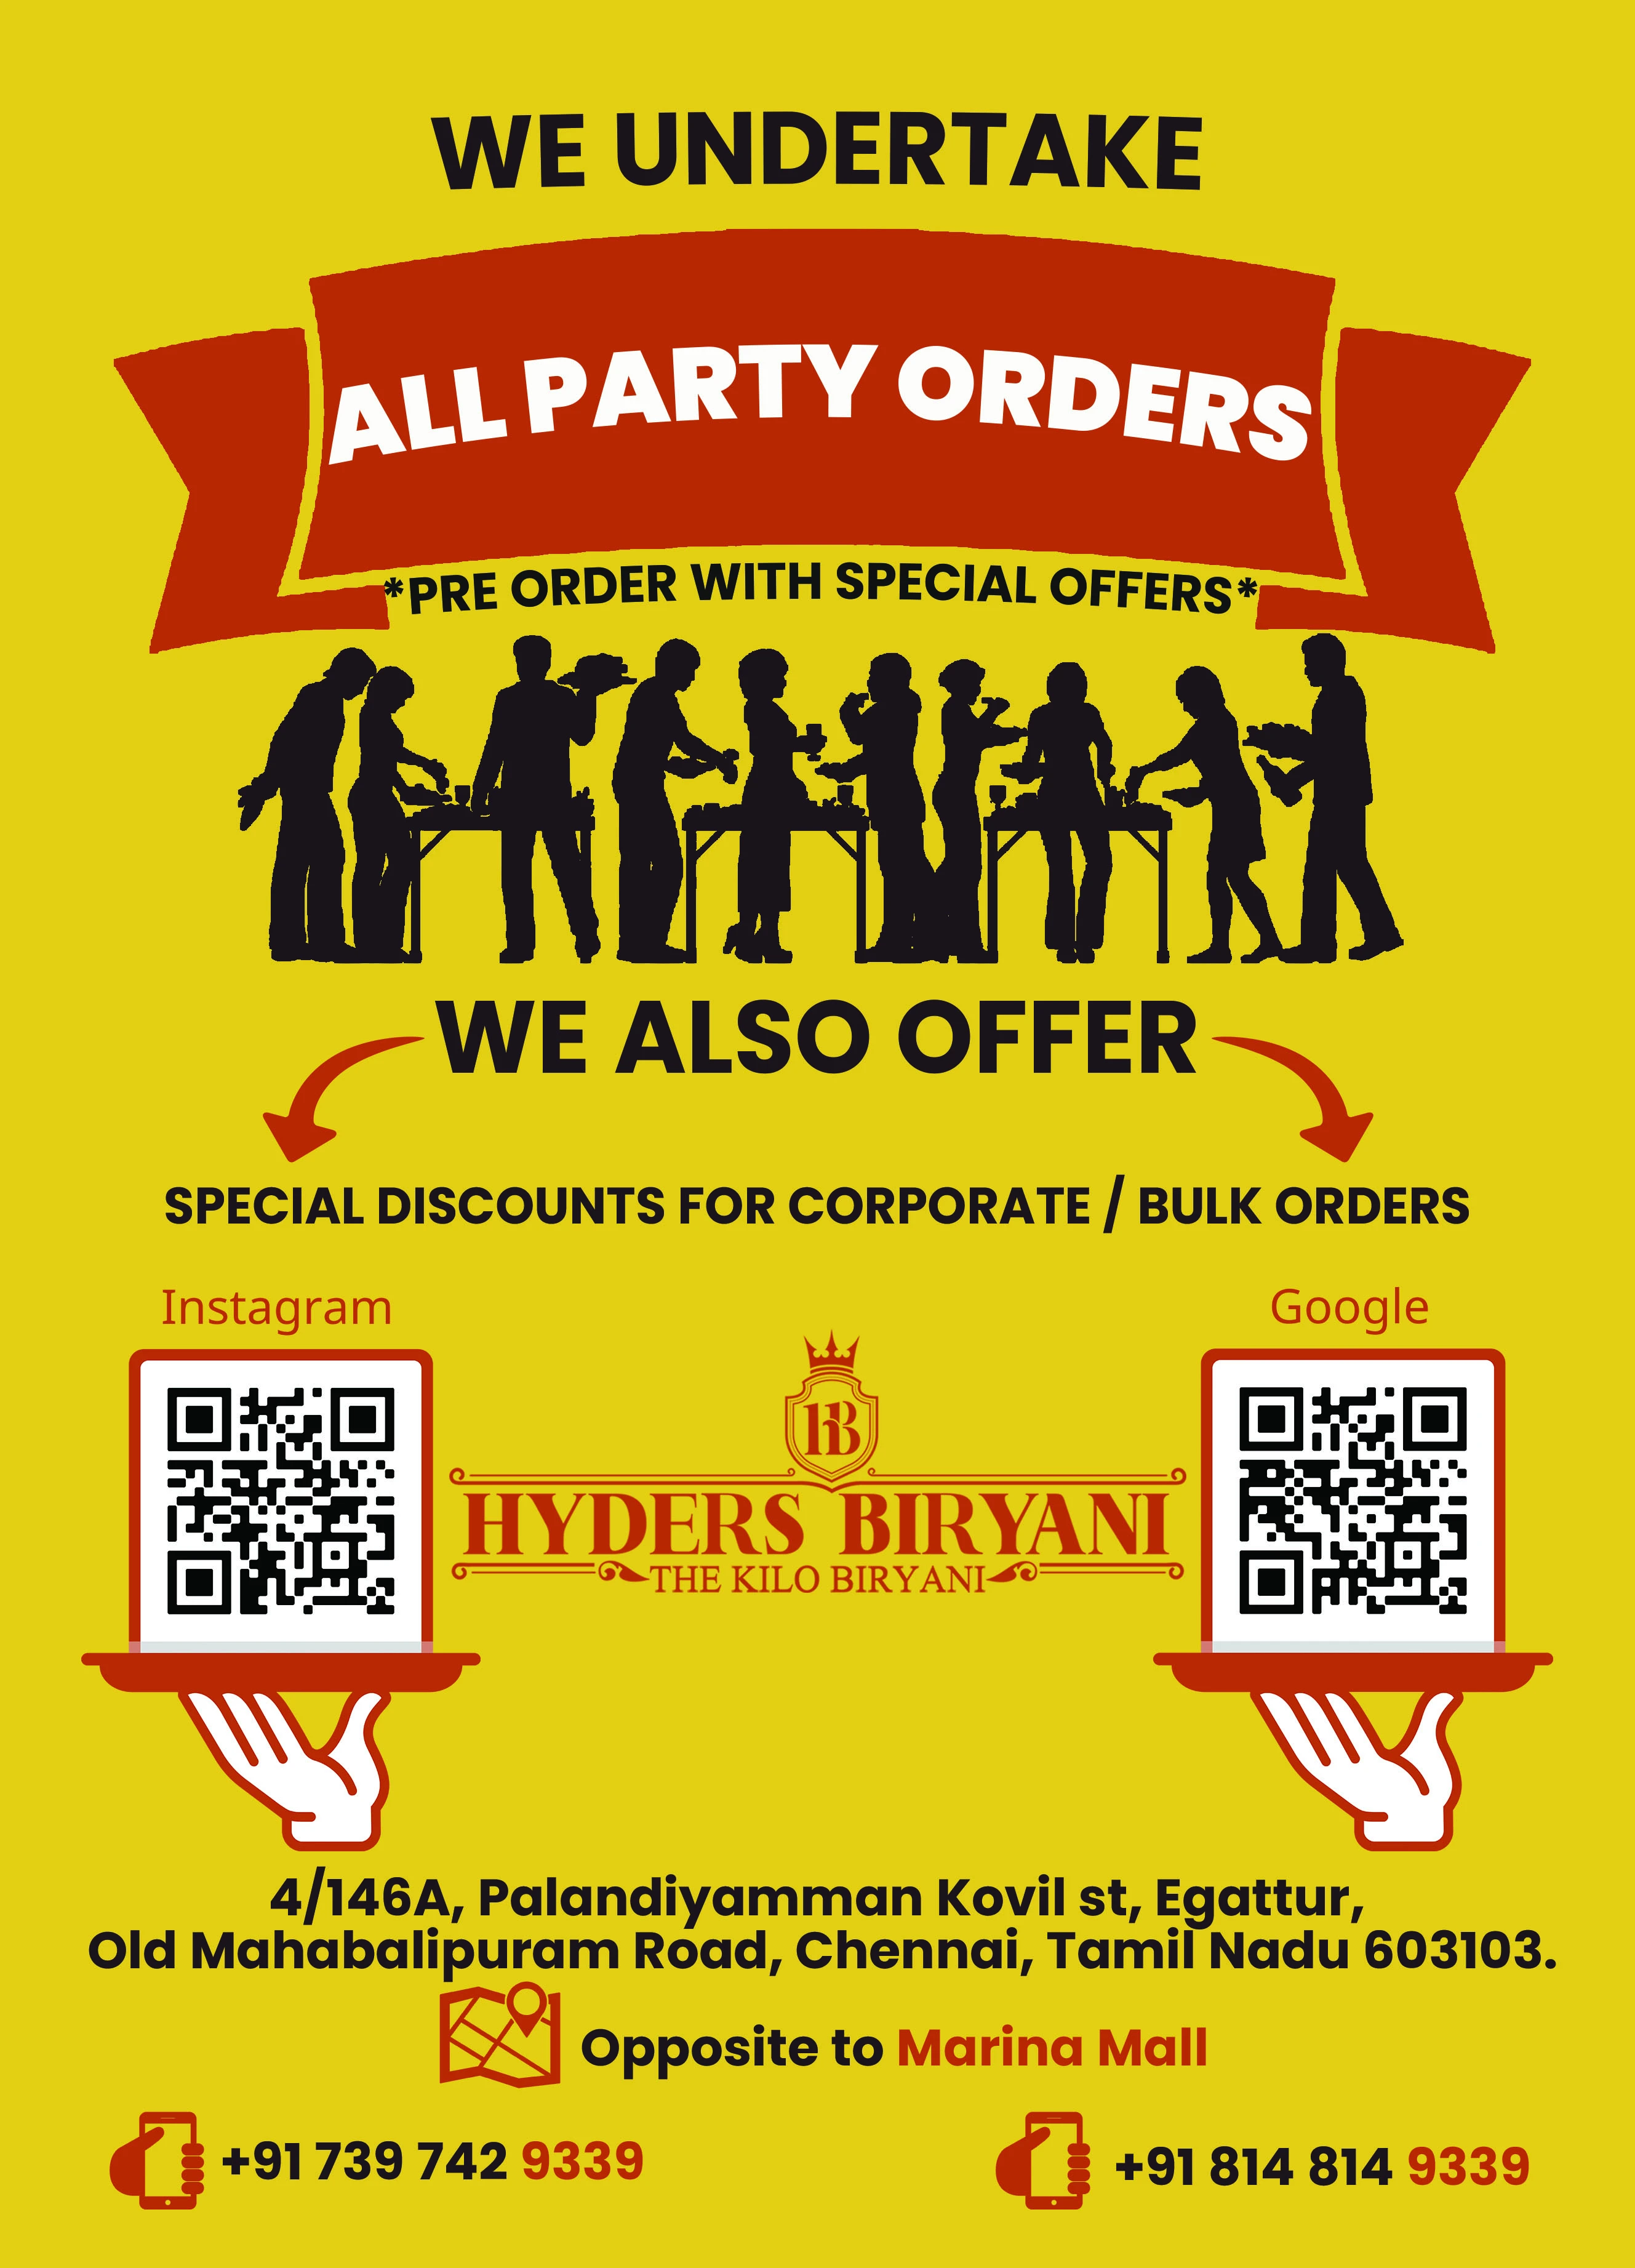 WE UNDERTAKE
ALL PARTY ORDERS
*PRE ORDER WITH SPECIAL OFFERS*
WE ALSO OFFER
SPECIAL DISCOUNTS FOR CORPORATE / BULK ORDERS
Instagram
Google
HB
HYDERS BIRYANI
THE KILO BIRYANI
4/146A, Palandiyamman Kovil st, Egattur,
Old Mahabalipuram Road, Chennai, Tamil Nadu 603103.
Opposite to Marina Mall
+91 739 742 9339
+91 814 814 9339